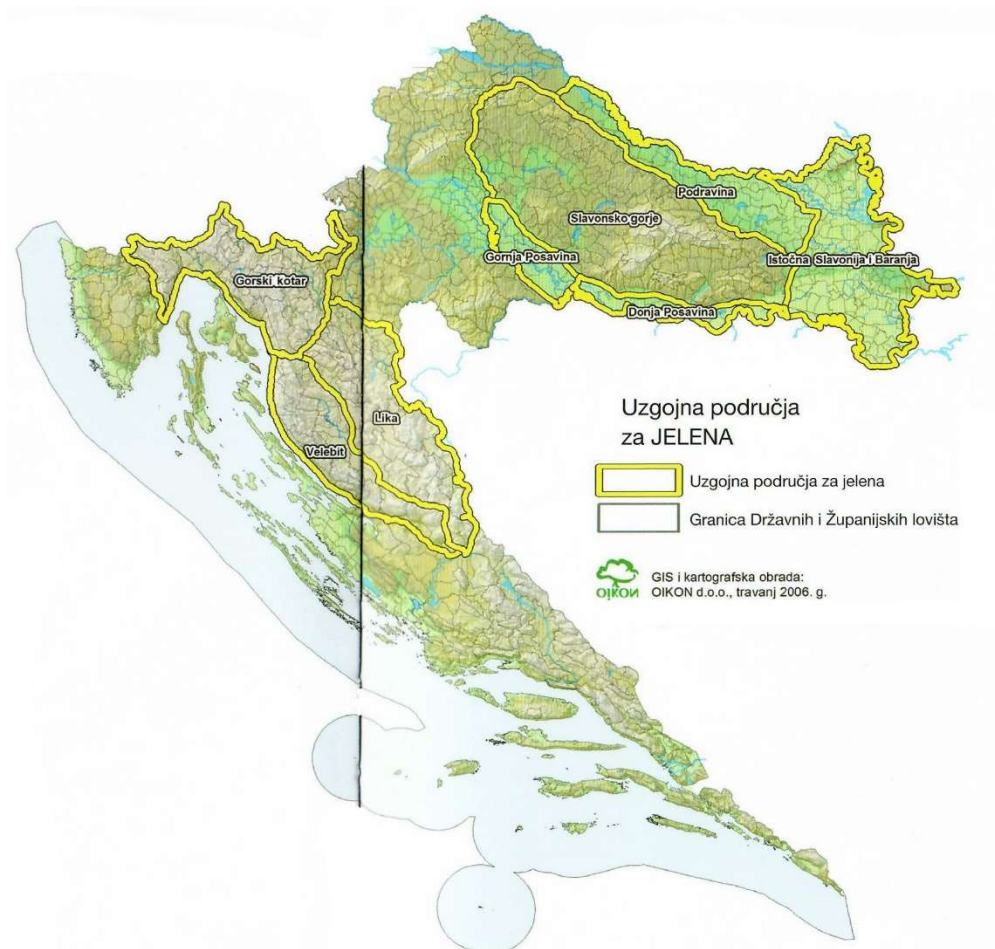 Podravina
Slavonsko gorje
Gornja Posavina
Istočna Slavonija i Baranja
Gorski kotar
Donja Posavina
Lika
Velebit
Uzgojna područja
za JELENA
Uzgojna područja za jelena
Granica Državnih i Županijskih lovišta
OIKON
GIS i kartografska obrada:
OIKON d.o.o., travanj 2006. g.